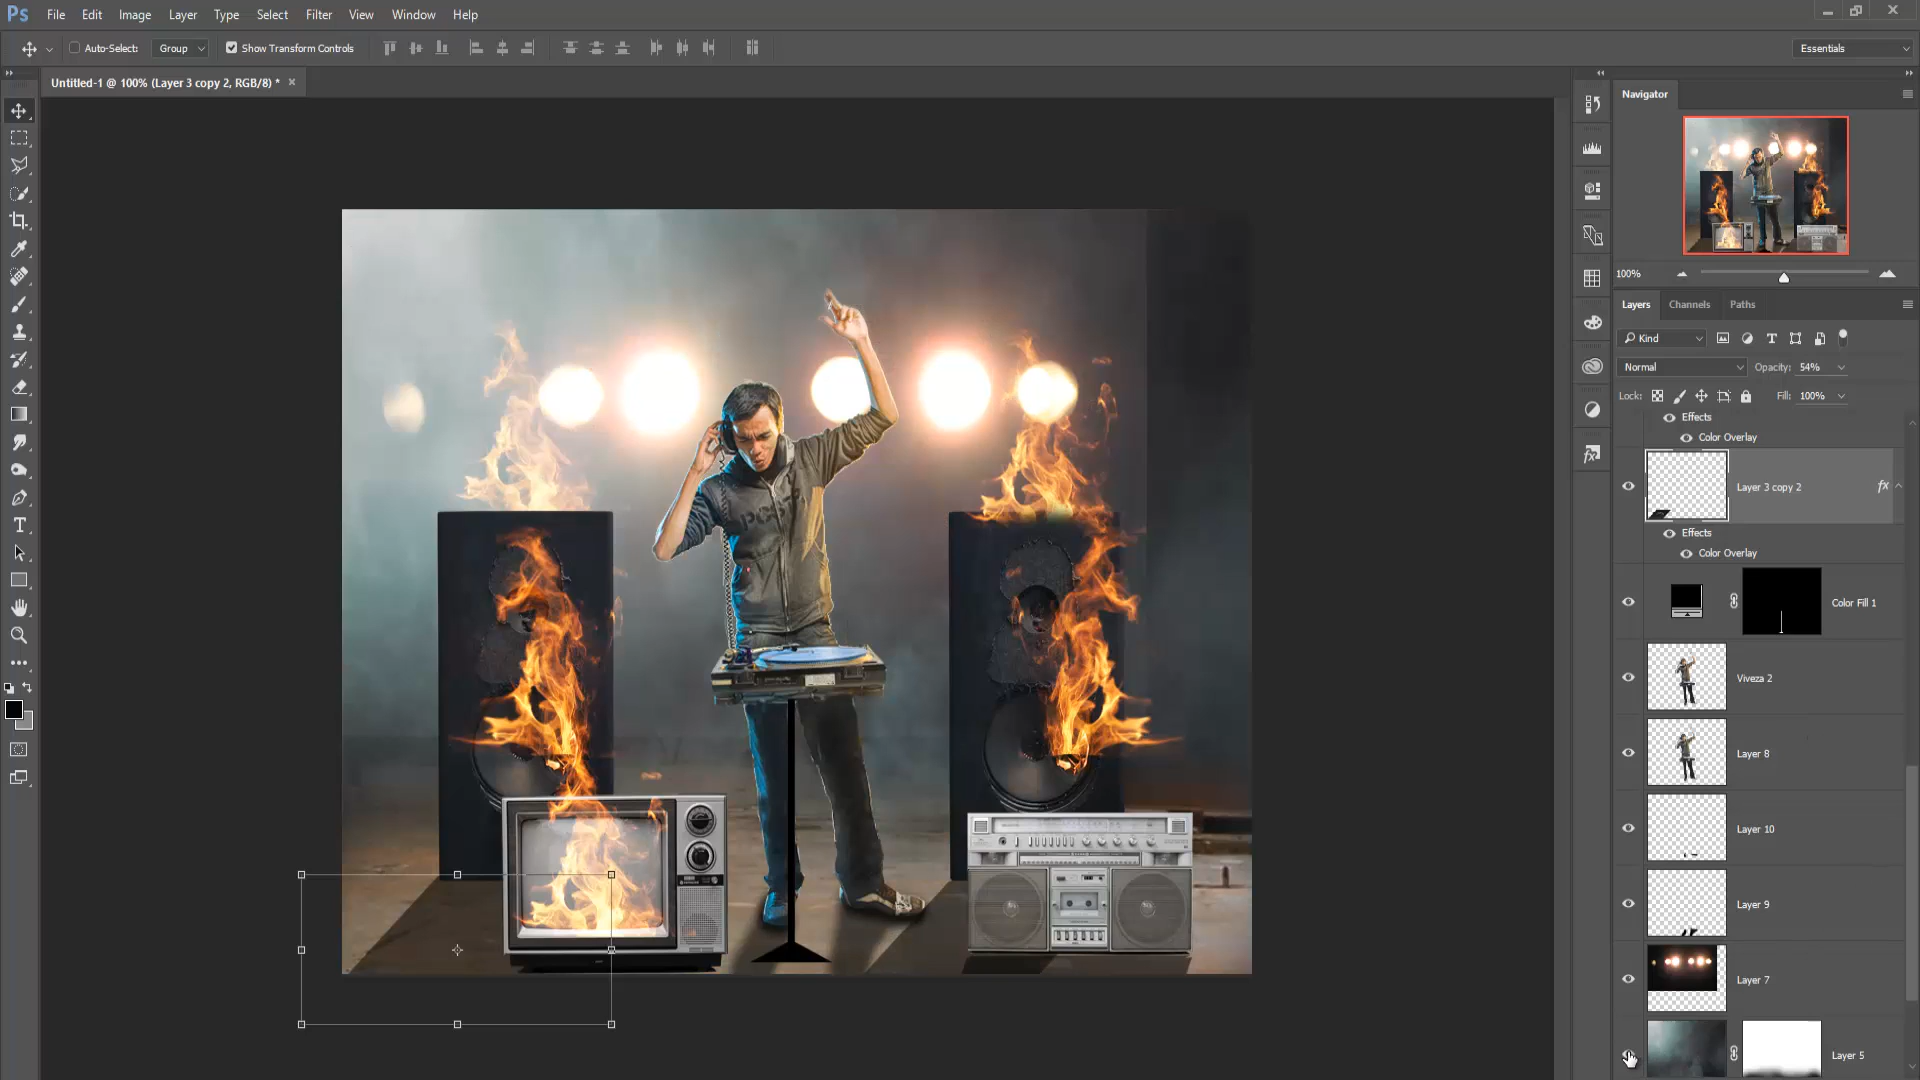 Ps File Edit Image Layer Type Select Filter View Window Help
Auto-Select: Group Show Transform Controls Essentials
Untitled-1 @ 100% (Layer 3 copy 2, RGB/8) * ×
Navigator
100%
Layers Channels Paths
Kind
Normal Opacity: 54%
Lock: Fill: 100%
Effects
Color Overlay
Layer 3 copy 2 fx
Effects
Color Overlay
Color Fill 1
Viveza 2
Layer 8
Layer 10
Layer 9
Layer 7
Layer 5